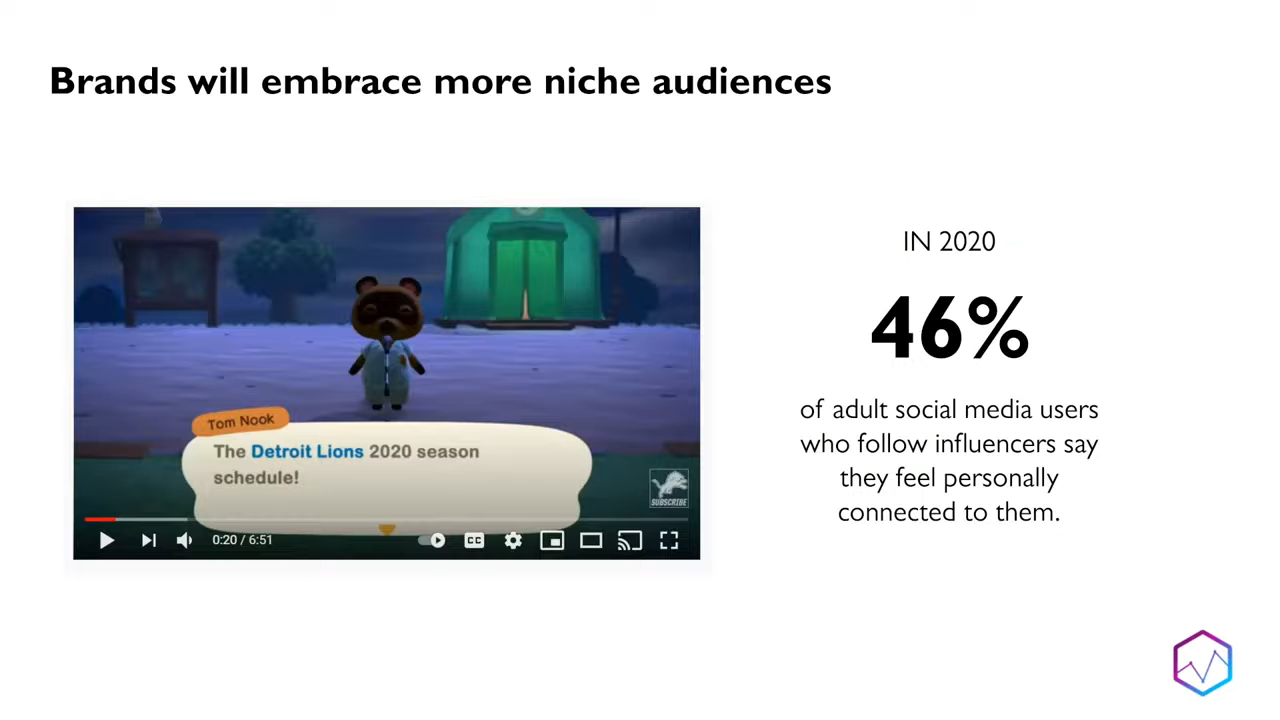 Brands will embrace more niche audiences
Tom Nook
The Detroit Lions 2020 season
schedule!
SUBSCRIBE
0:20 / 6:51
CC
IN 2020
46%
of adult social media users
who follow influencers say
they feel personally
connected to them.